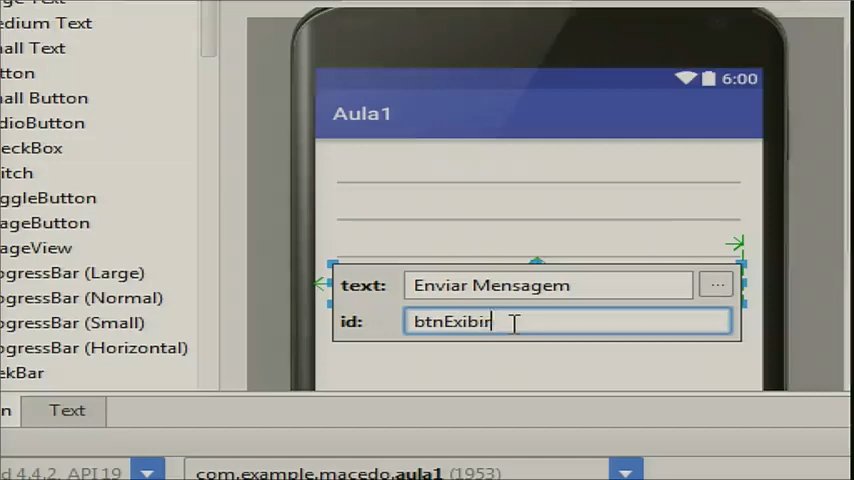 edium Text
all Text
tton
nall Button
dioButton
eckBox
itch
ggleButton
ageButton
ageView
ogressBar (Large)
ogressBar (Normal)
ogressBar (Small)
ogressBar (Horizontal)
ekBar
6:00
Aula1
text: Enviar Mensagem ...
id: btnExibir
n Text
d 4.4.2, API 19
com.example.macedo.aula1 (1953)